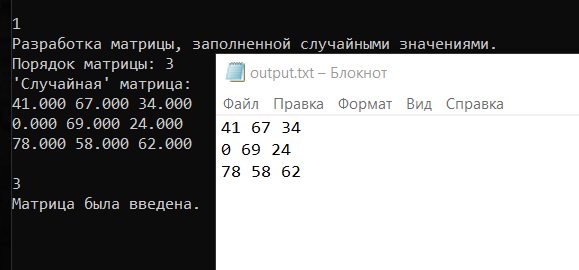 1
Разработка матрицы, заполненной случайными значениями.
Порядок матрицы: 3
'Случайная' матрица:
41.000 67.000 34.000
0.000 69.000 24.000
78.000 58.000 62.000
3
Матрица была введена.
output.txt – Блокнот
Файл Правка Формат Вид Справка
41 67 34
0 69 24
78 58 62